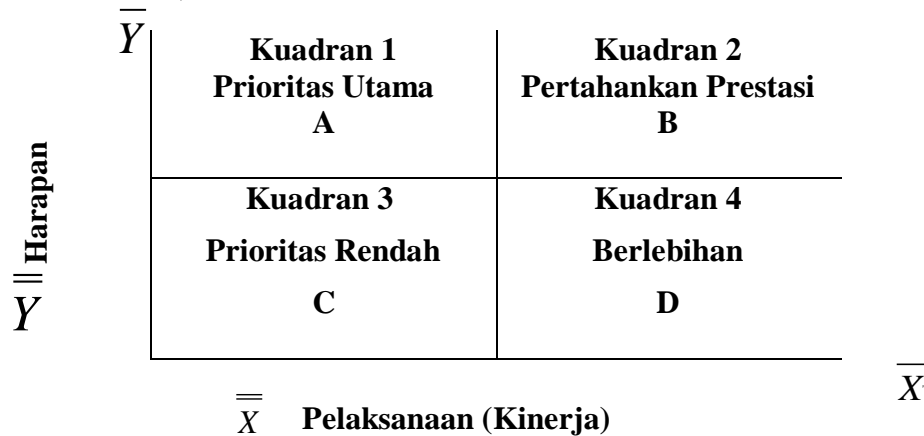 Y̅
Kuadran 1
Prioritas Utama
A
Kuadran 2
Pertahankan Prestasi
B
Harapan
Y̿
Kuadran 3
Prioritas Rendah
C
Kuadran 4
Berlebihan
D
X̅
X̿ Pelaksanaan (Kinerja)